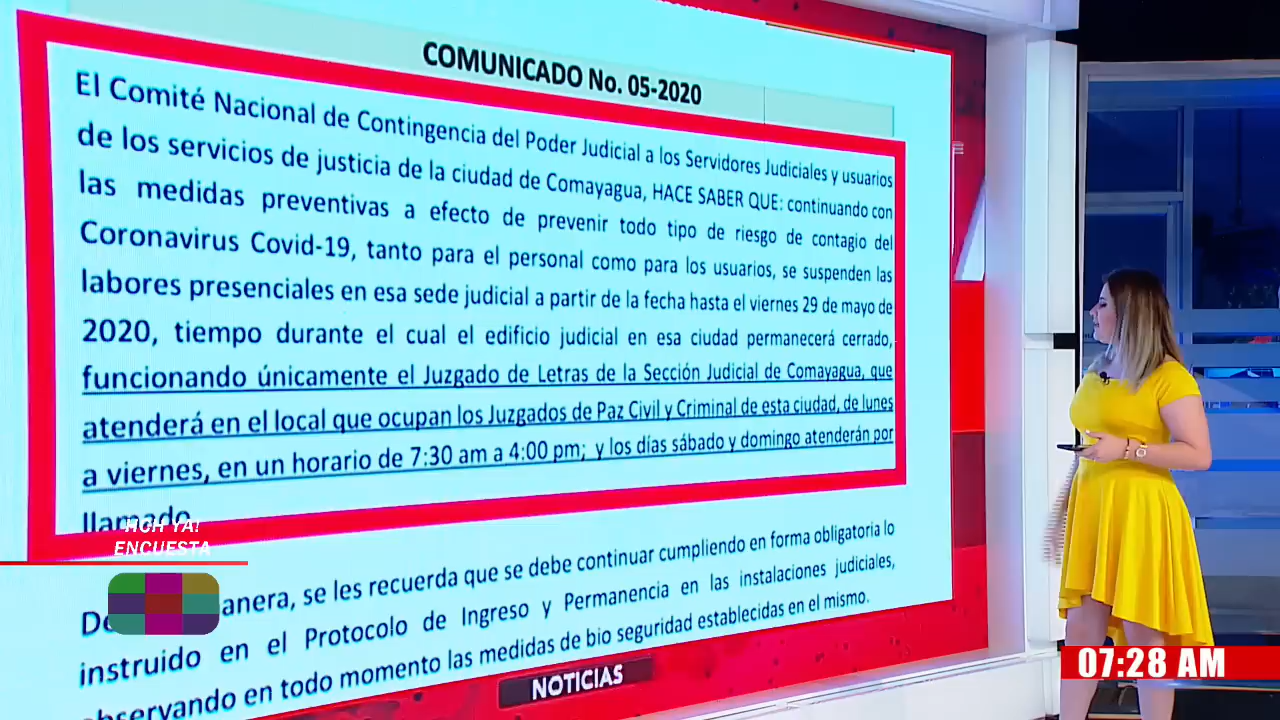 COMUNICADO No. 05-2020
El Comité Nacional de Contingencia del Poder Judicial a los Servidores Judiciales y usuarios
de los servicios de justicia de la ciudad de Comayagua, HACE SABER QUE: continuando con
las medidas preventivas a efecto de prevenir todo tipo de riesgo de contagio del
Coronavirus Covid-19, tanto para el personal como para los usuarios, se suspenden las
labores presenciales en esa sede judicial a partir de la fecha hasta el viernes 29 de mayo de
2020, tiempo durante el cual el edificio judicial en esa ciudad permanecerá cerrado,
funcionando únicamente el Juzgado de Letras de la Sección Judicial de Comayagua, que
atenderá en el local que ocupan los Juzgados de Paz Civil y Criminal de esta ciudad, de lunes
a viernes, en un horario de 7:30 am a 4:00 pm; y los días sábado y domingo atenderán por
llamado
HCH YA!
ENCUESTA
anera, se les recuerda que se debe continuar cumpliendo en forma obligatoria lo
instruido en el Protocolo de Ingreso y Permanencia en las instalaciones judiciales,
observando en todo momento las medidas de bio seguridad establecidas en el mismo.
NOTICIAS
07:28 AM